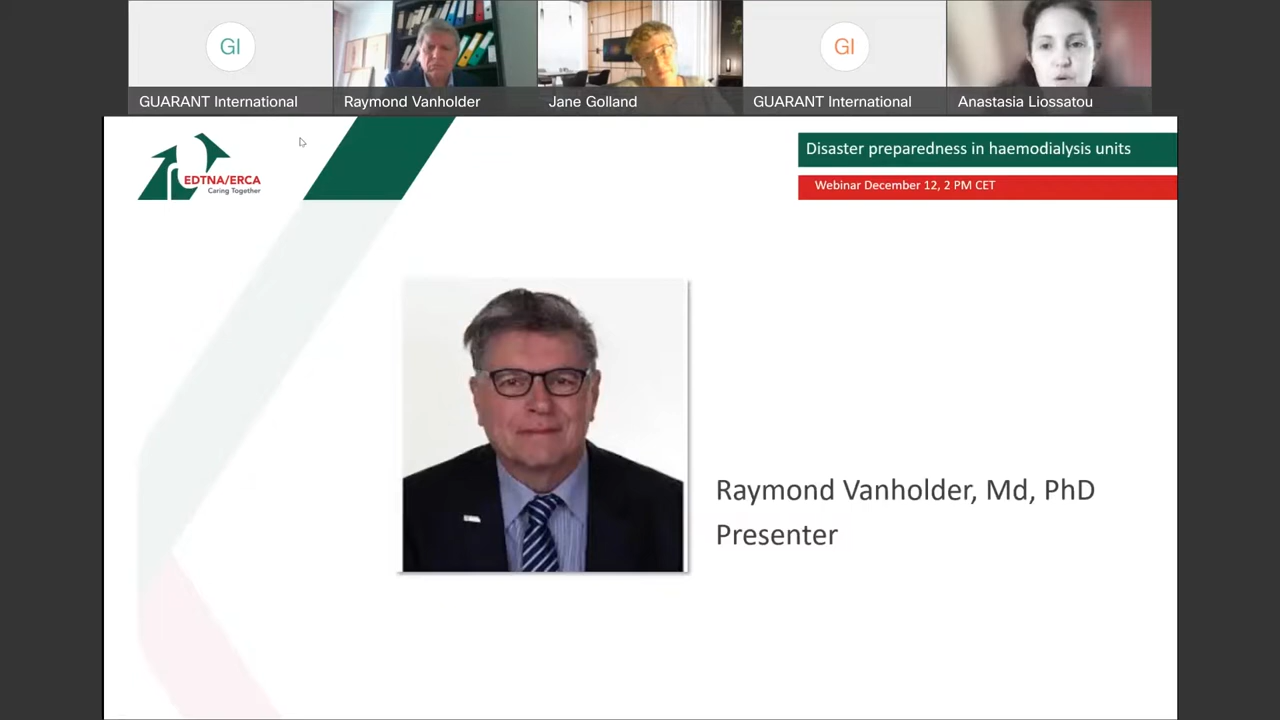 GI
GI
GUARANT International
Raymond Vanholder
Jane Golland
GUARANT International
Anastasia Liossatou
EDTNA/ERCA
Caring Together
Disaster preparedness in haemodialysis units
Webinar December 12, 2 PM CET
Raymond Vanholder, Md, PhD
Presenter